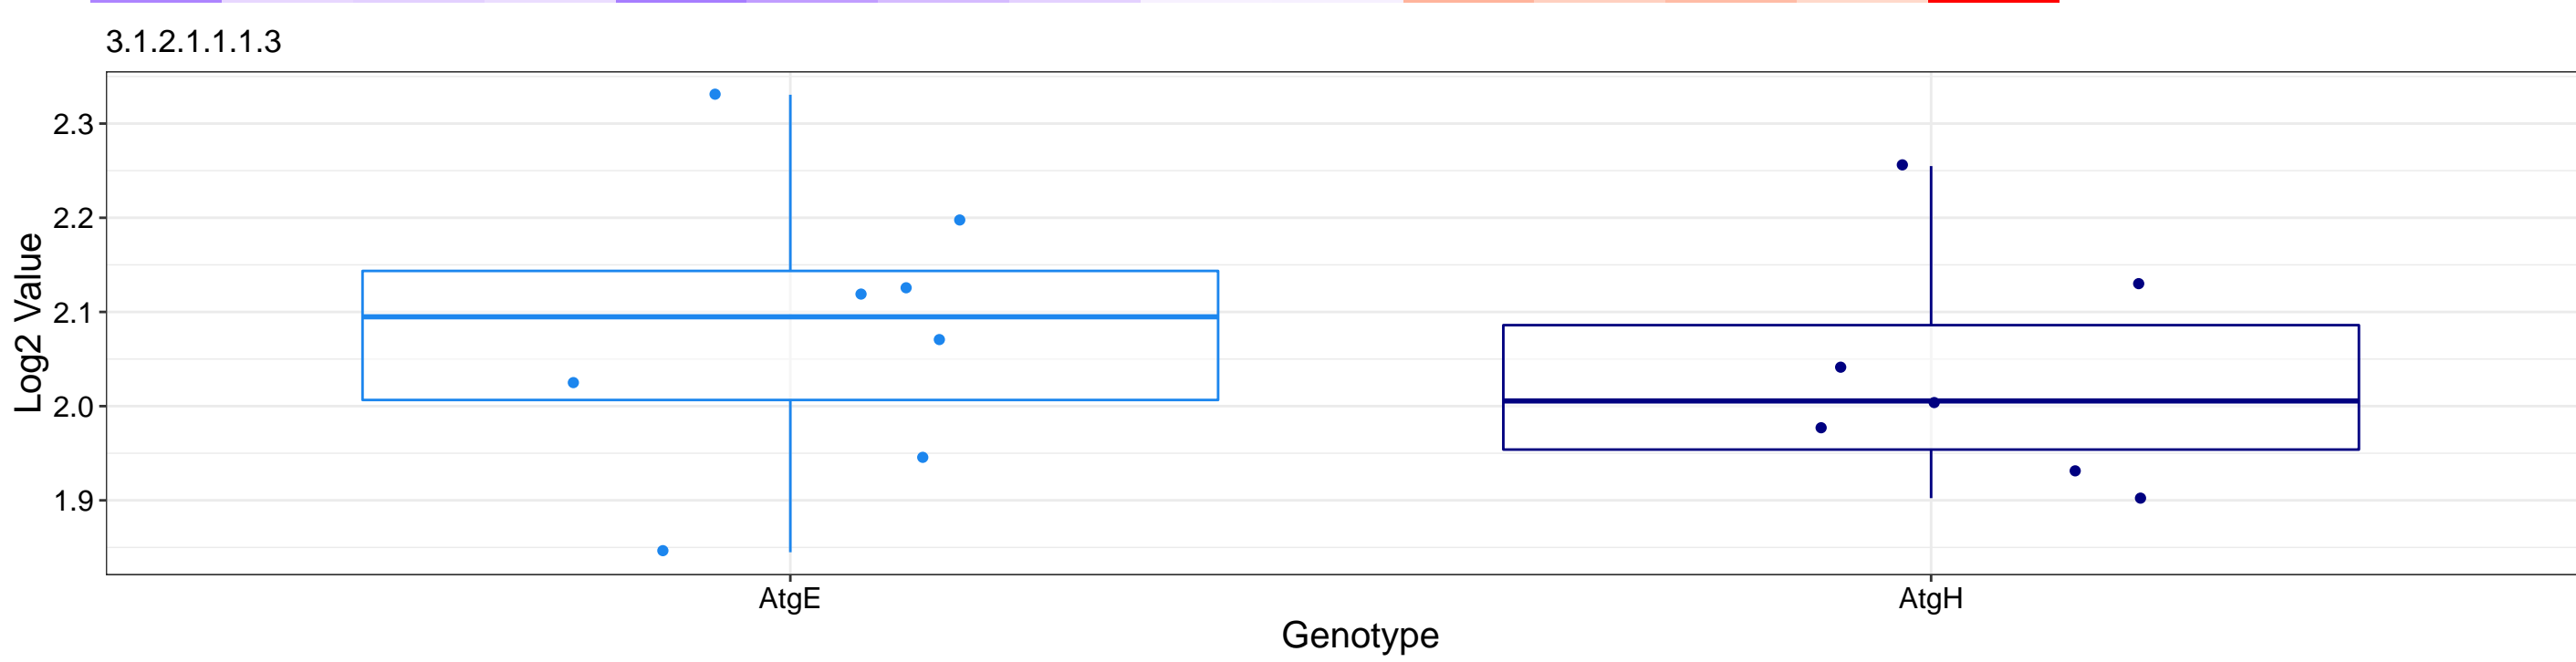 3.1.2.1.1.1.3
2.3
2.2
2.1
2.0
1.9
Log2 Value
AtgE
AtgH
Genotype